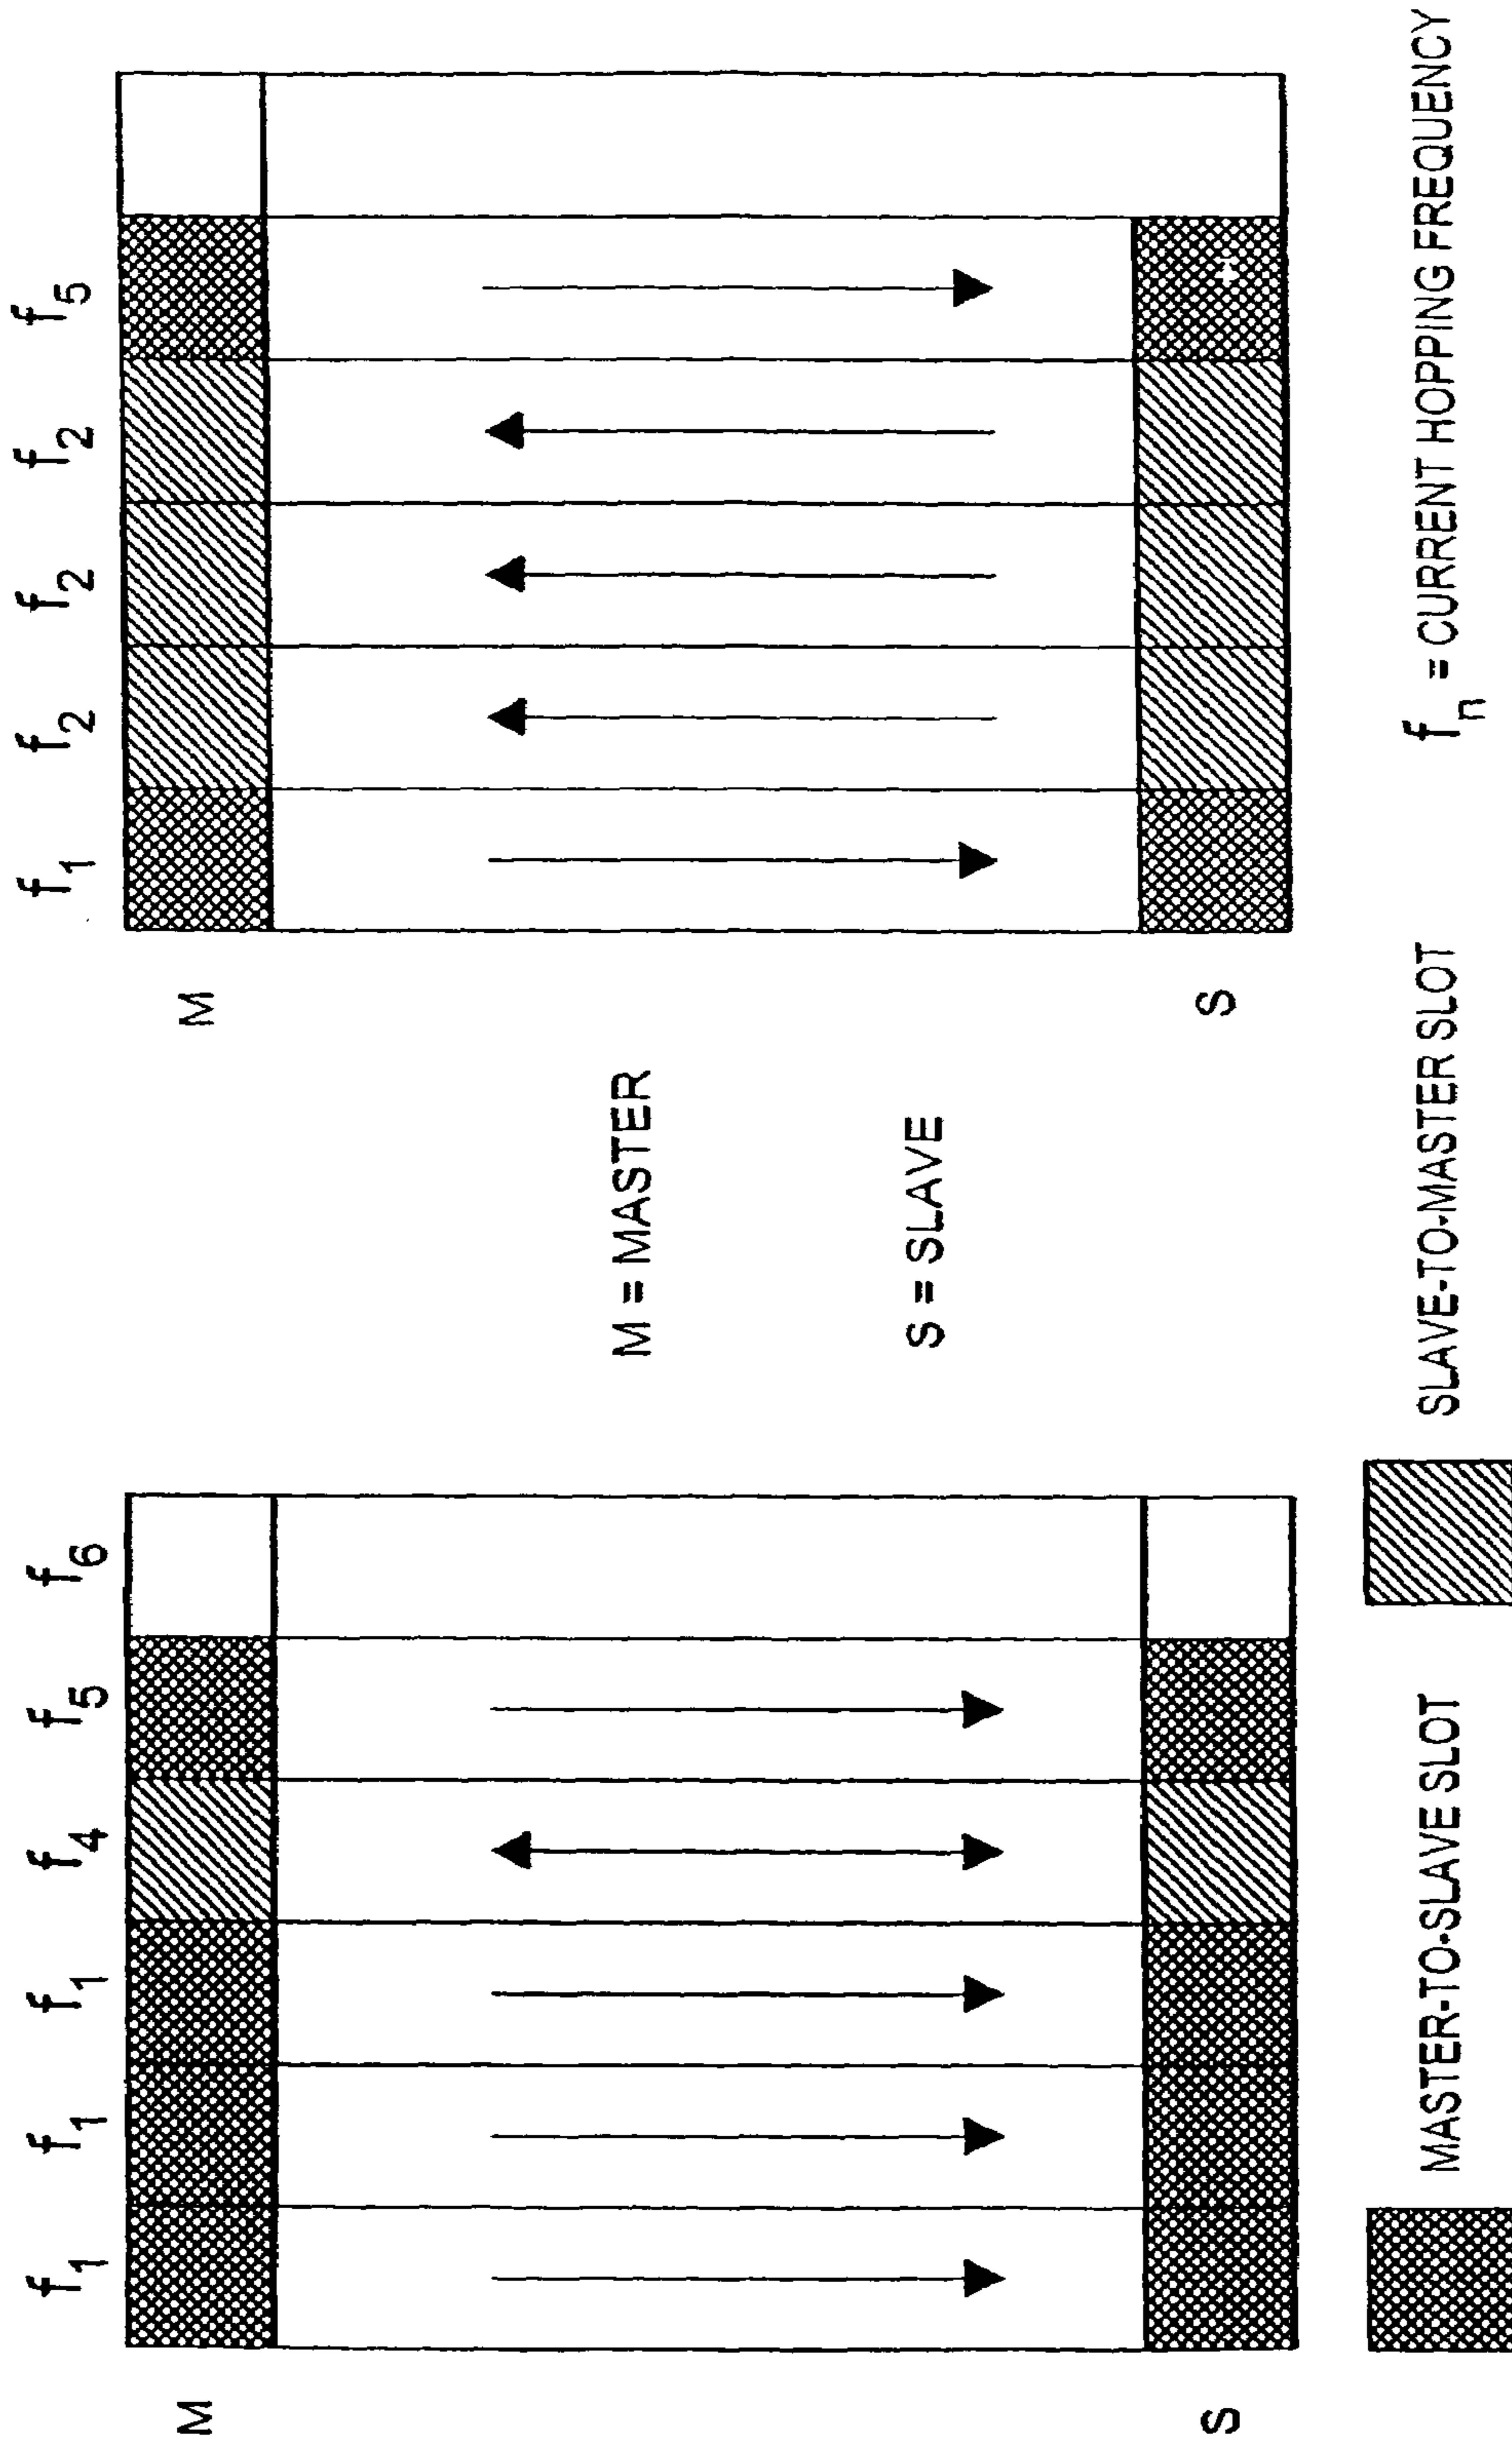 f1 f1 f1 f4 f5 f6
M
S
M = MASTER
S = SLAVE
f1 f2 f2 f2 f5
M
S
MASTER-TO-SLAVE SLOT
SLAVE-TO-MASTER SLOT
fn = CURRENT HOPPING FREQUENCY